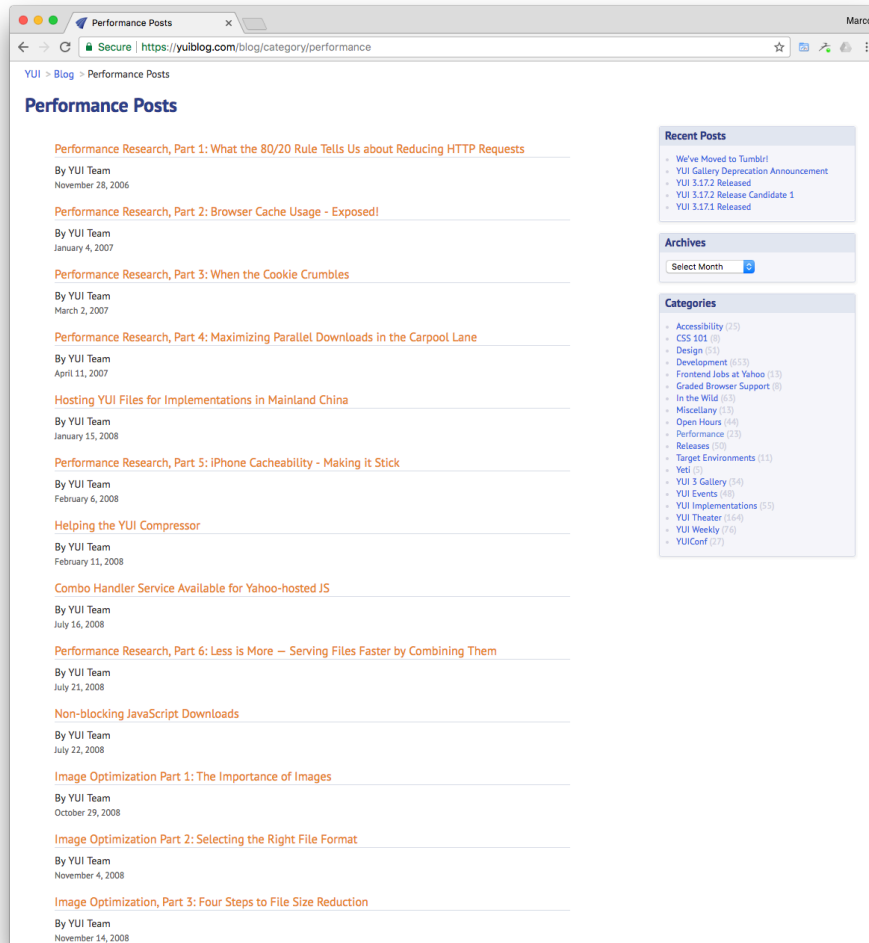 Performance Posts
Marco
Secure | https://yuiblog.com/blog/category/performance
YUI > Blog > Performance Posts
Performance Posts
Performance Research, Part 1: What the 80/20 Rule Tells Us about Reducing HTTP Requests
By YUI Team
November 28, 2006
Performance Research, Part 2: Browser Cache Usage - Exposed!
By YUI Team
January 4, 2007
Performance Research, Part 3: When the Cookie Crumbles
By YUI Team
March 2, 2007
Performance Research, Part 4: Maximizing Parallel Downloads in the Carpool Lane
By YUI Team
April 11, 2007
Hosting YUI Files for Implementations in Mainland China
By YUI Team
January 15, 2008
Performance Research, Part 5: iPhone Cacheability - Making it Stick
By YUI Team
February 6, 2008
Helping the YUI Compressor
By YUI Team
February 11, 2008
Combo Handler Service Available for Yahoo-hosted JS
By YUI Team
July 16, 2008
Performance Research, Part 6: Less is More — Serving Files Faster by Combining Them
By YUI Team
July 21, 2008
Non-blocking JavaScript Downloads
By YUI Team
July 22, 2008
Image Optimization Part 1: The Importance of Images
By YUI Team
October 29, 2008
Image Optimization Part 2: Selecting the Right File Format
By YUI Team
November 4, 2008
Image Optimization, Part 3: Four Steps to File Size Reduction
By YUI Team
November 14, 2008
Recent Posts
We've Moved to Tumblr!
YUI Gallery Deprecation Announcement
YUI 3.17.2 Released
YUI 3.17.2 Release Candidate 1
YUI 3.17.1 Released
Archives
Select Month
Categories
Accessibility (25)
CSS 101 (8)
Design (51)
Development (653)
Frontend Jobs at Yahoo (13)
Graded Browser Support (8)
In the Wild (63)
Miscellany (13)
Open Hours (44)
Performance (23)
Releases (50)
Target Environments (11)
Yeti (5)
YUI 3 Gallery (34)
YUI Events (48)
YUI Implementations (55)
YUI Theater (164)
YUI Weekly (76)
YUIConf (27)